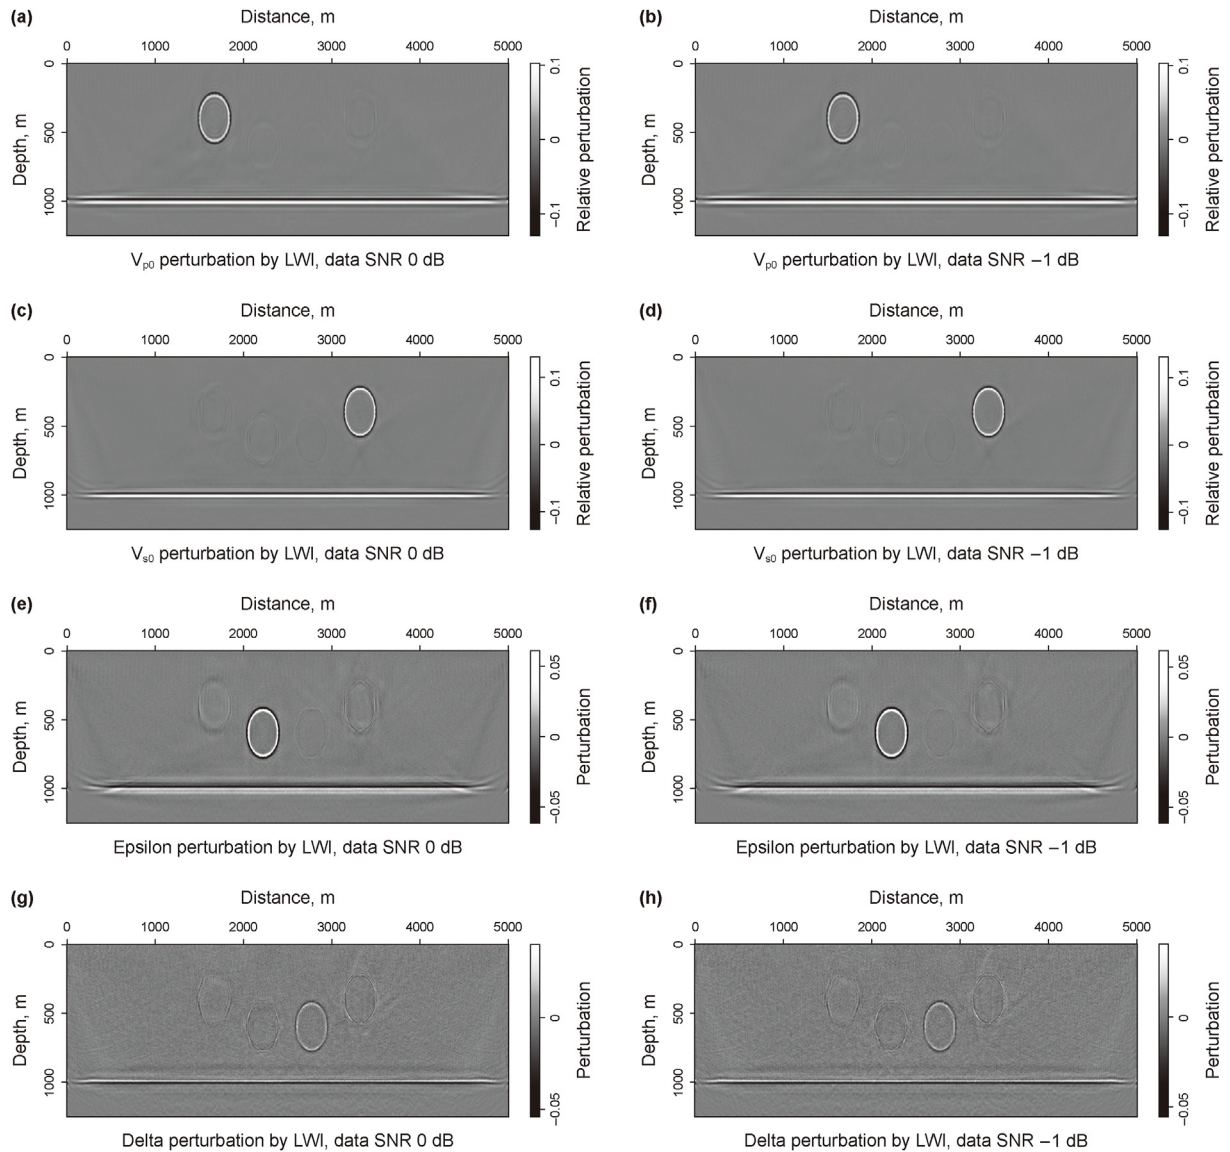 (a)
Distance, m
0 1000 2000 3000 4000 5000
0
500
1000
Depth, m
0.1
0
−0.1
Relative perturbation
Vp0 perturbation by LWI, data SNR 0 dB
(b)
Distance, m
0 1000 2000 3000 4000 5000
0
500
1000
Depth, m
0.1
0
−0.1
Relative perturbation
Vp0 perturbation by LWI, data SNR −1 dB
(c)
Distance, m
0 1000 2000 3000 4000 5000
0
500
1000
Depth, m
0.1
0
−0.1
Relative perturbation
Vs0 perturbation by LWI, data SNR 0 dB
(d)
Distance, m
0 1000 2000 3000 4000 5000
0
500
1000
Depth, m
0.1
0
−0.1
Relative perturbation
Vs0 perturbation by LWI, data SNR −1 dB
(e)
Distance, m
0 1000 2000 3000 4000 5000
0
500
1000
Depth, m
0.05
0
−0.05
Perturbation
Epsilon perturbation by LWI, data SNR 0 dB
(f)
Distance, m
0 1000 2000 3000 4000 5000
0
500
1000
Depth, m
0.05
0
−0.05
Perturbation
Epsilon perturbation by LWI, data SNR −1 dB
(g)
Distance, m
0 1000 2000 3000 4000 5000
0
500
1000
Depth, m
0
−0.05
Perturbation
Delta perturbation by LWI, data SNR 0 dB
(h)
Distance, m
0 1000 2000 3000 4000 5000
0
500
1000
Depth, m
0
−0.05
Perturbation
Delta perturbation by LWI, data SNR −1 dB